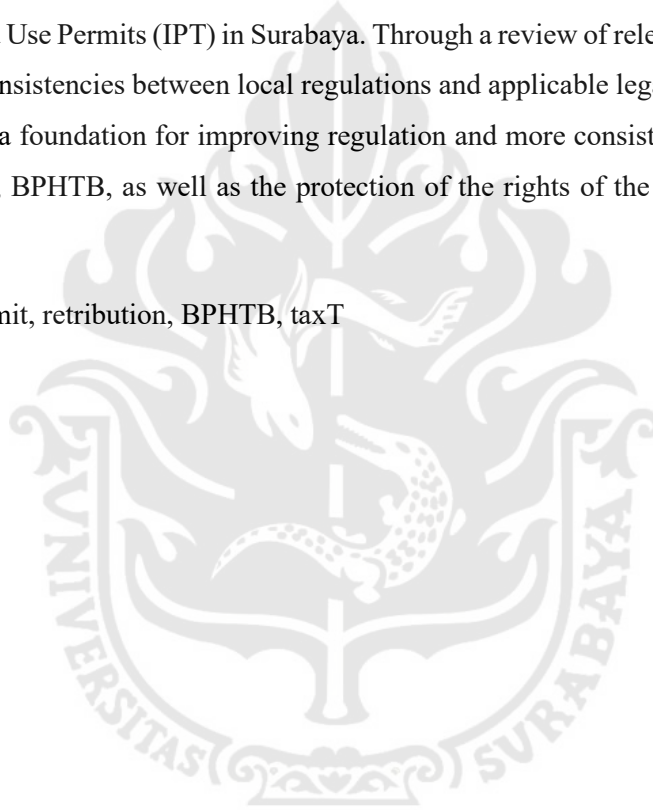 Use Permits (IPT) in Surabaya. Through a review of rele
nsistencies between local regulations and applicable lega
a foundation for improving regulation and more consist
BPHTB, as well as the protection of the rights of the
mit, retribution, BPHTB, taxT
UNIVERSITAS SURABAYA